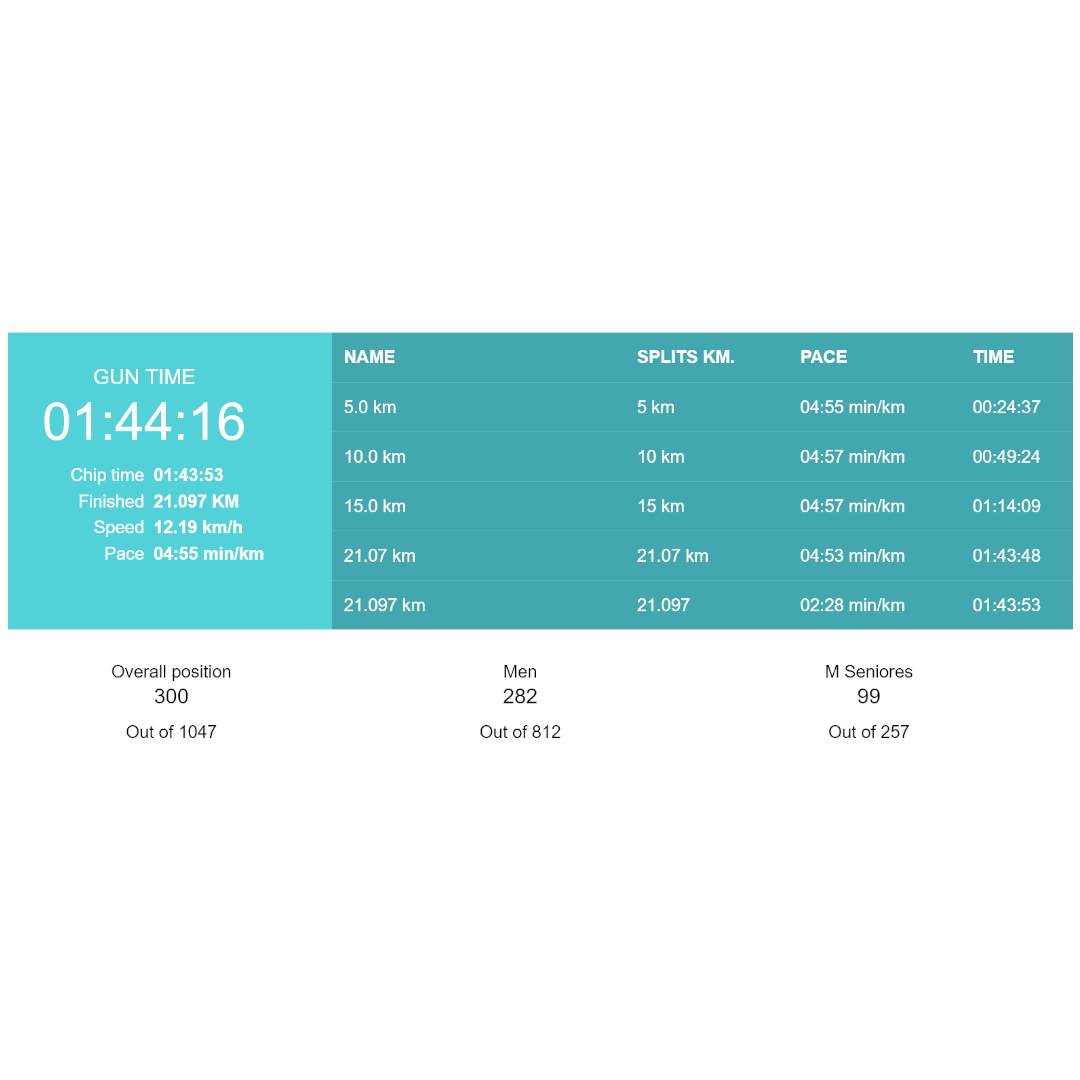 GUN TIME
01:44:16
Chip time 01:43:53
Finished 21.097 KM
Speed 12.19 km/h
Pace 04:55 min/km
NAME SPLITS KM. PACE TIME
5.0 km 5 km 04:55 min/km 00:24:37
10.0 km 10 km 04:57 min/km 00:49:24
15.0 km 15 km 04:57 min/km 01:14:09
21.07 km 21.07 km 04:53 min/km 01:43:48
21.097 km 21.097 02:28 min/km 01:43:53
Overall position Men M Seniores
300 282 99
Out of 1047 Out of 812 Out of 257